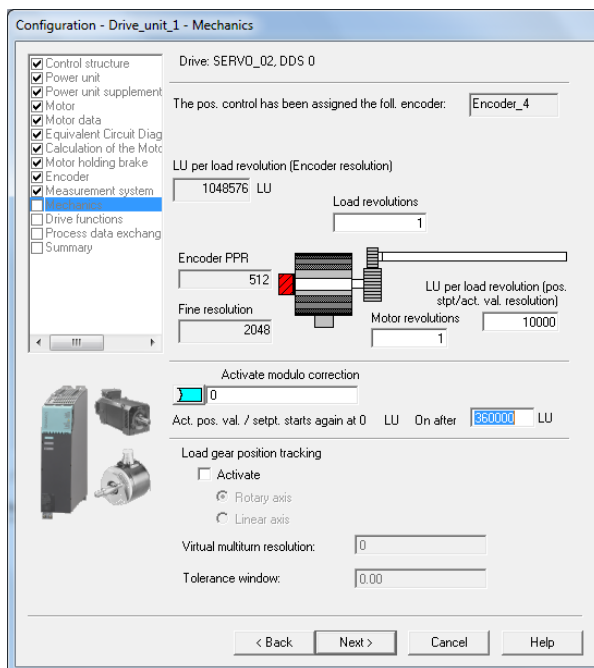 Configuration - Drive_unit_1 - Mechanics
Control structure
Power unit
Power unit supplement
Motor
Motor data
Equivalent Circuit Diag
Calculation of the Moto
Motor holding brake
Encoder
Measurement system
Mechanics
Drive functions
Process data exchang
Summary
Drive: SERVO_02, DDS 0
The pos. control has been assigned the foll. encoder: Encoder_4
LU per load revolution (Encoder resolution)
1048576 LU
Load revolutions
1
Encoder PPR
512
Fine resolution
2048
LU per load revolution (pos.
stpt/act. val. resolution)
10000
Motor revolutions
1
Activate modulo correction
0
Act. pos. val. / setpt. starts again at 0 LU On after 360000 LU
Load gear position tracking
Activate
Rotary axis
Linear axis
Virtual multiturn resolution: 0
Tolerance window: 0.00
< Back Next > Cancel Help